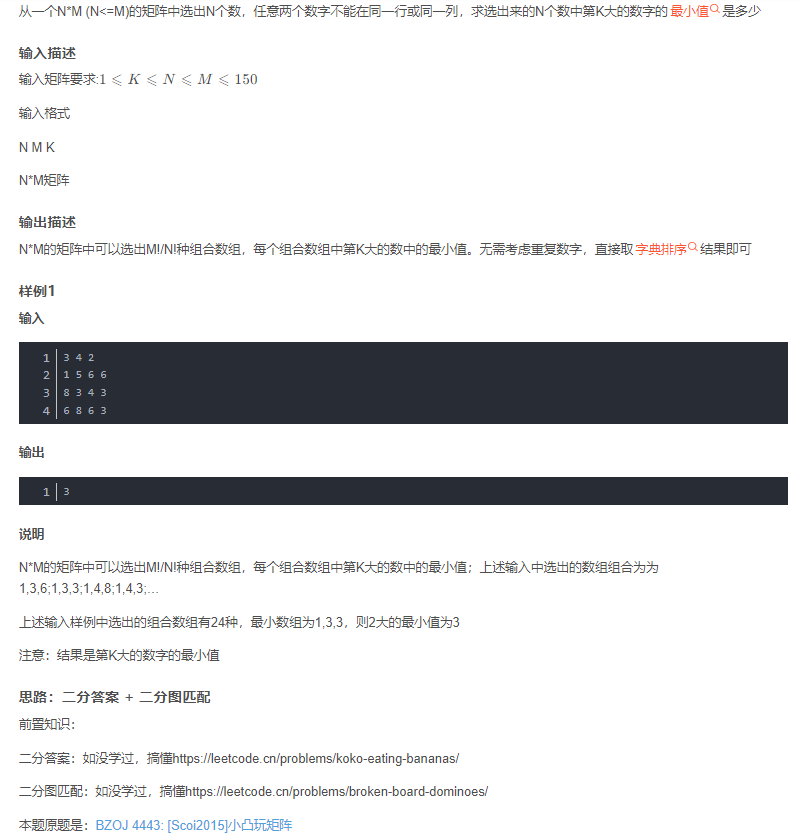 从一个N*M (N<=M)的矩阵中选出N个数，任意两个数字不能在同一行或同一列，求选出来的N个数中第K大的数字的 最小值 是多少
输入描述
输入矩阵要求:1 ⩽ K ⩽ N ⩽ M ⩽ 150
输入格式
N M K
N*M矩阵
输出描述
N*M的矩阵中可以选出M!/N!种组合数组，每个组合数组中第K大的数中的最小值。无需考虑重复数字，直接取 字典排序 结果即可
样例1
输入
1 3 4 2
2 1 5 6 6
3 8 3 4 3
4 6 8 6 3
输出
1 3
说明
N*M的矩阵中可以选出M!/N!种组合数组，每个组合数组中第K大的数中的最小值；上述输入中选出的数组组合为为
1,3,6;1,3,3;1,4,8;1,4,3;…
上述输入样例中选出的组合数组有24种，最小数组为1,3,3，则2大的最小值为3
注意：结果是第K大的数字的最小值
思路：二分答案 + 二分图匹配
前置知识：
二分答案：如没学过，搞懂https://leetcode.cn/problems/koko-eating-bananas/
二分图匹配：如没学过，搞懂https://leetcode.cn/problems/broken-board-dominoes/
本题原题是：BZOJ 4443: [Scoi2015]小凸玩矩阵